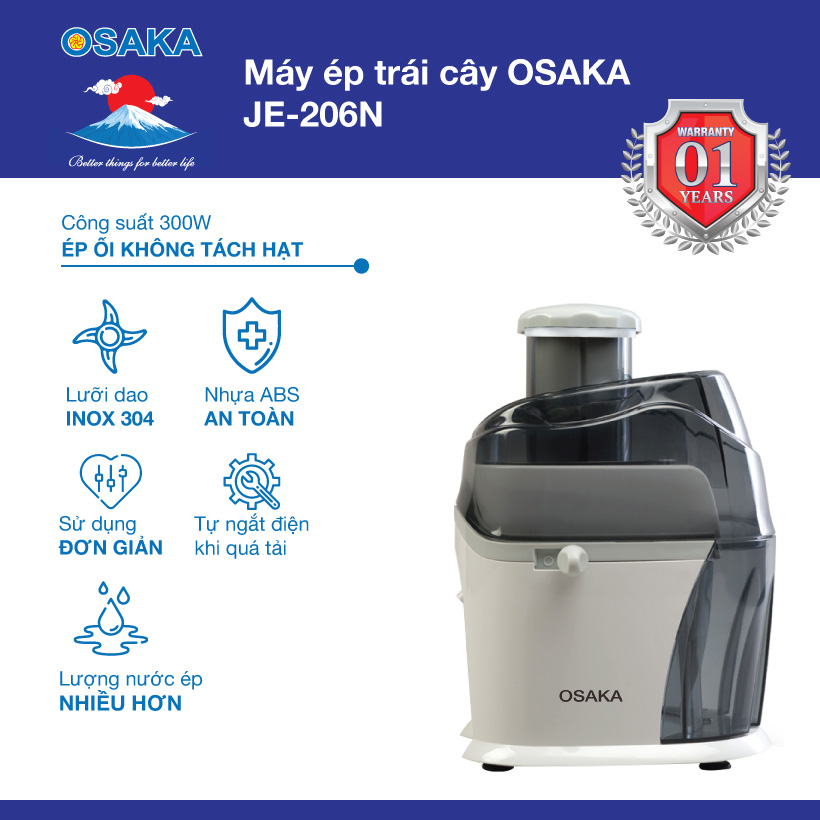 OSAKA
Better things for better life
Máy ép trái cây OSAKA
JE-206N
WARRANTY
01
YEARS
Công suất 300W
ÉP ỔI KHÔNG TÁCH HẠT
Lưỡi dao
INOX 304
Nhựa ABS
AN TOÀN
Sử dụng
ĐƠN GIẢN
Tự ngắt điện
khi quá tải
Lượng nước ép
NHIỀU HƠN
OSAKA